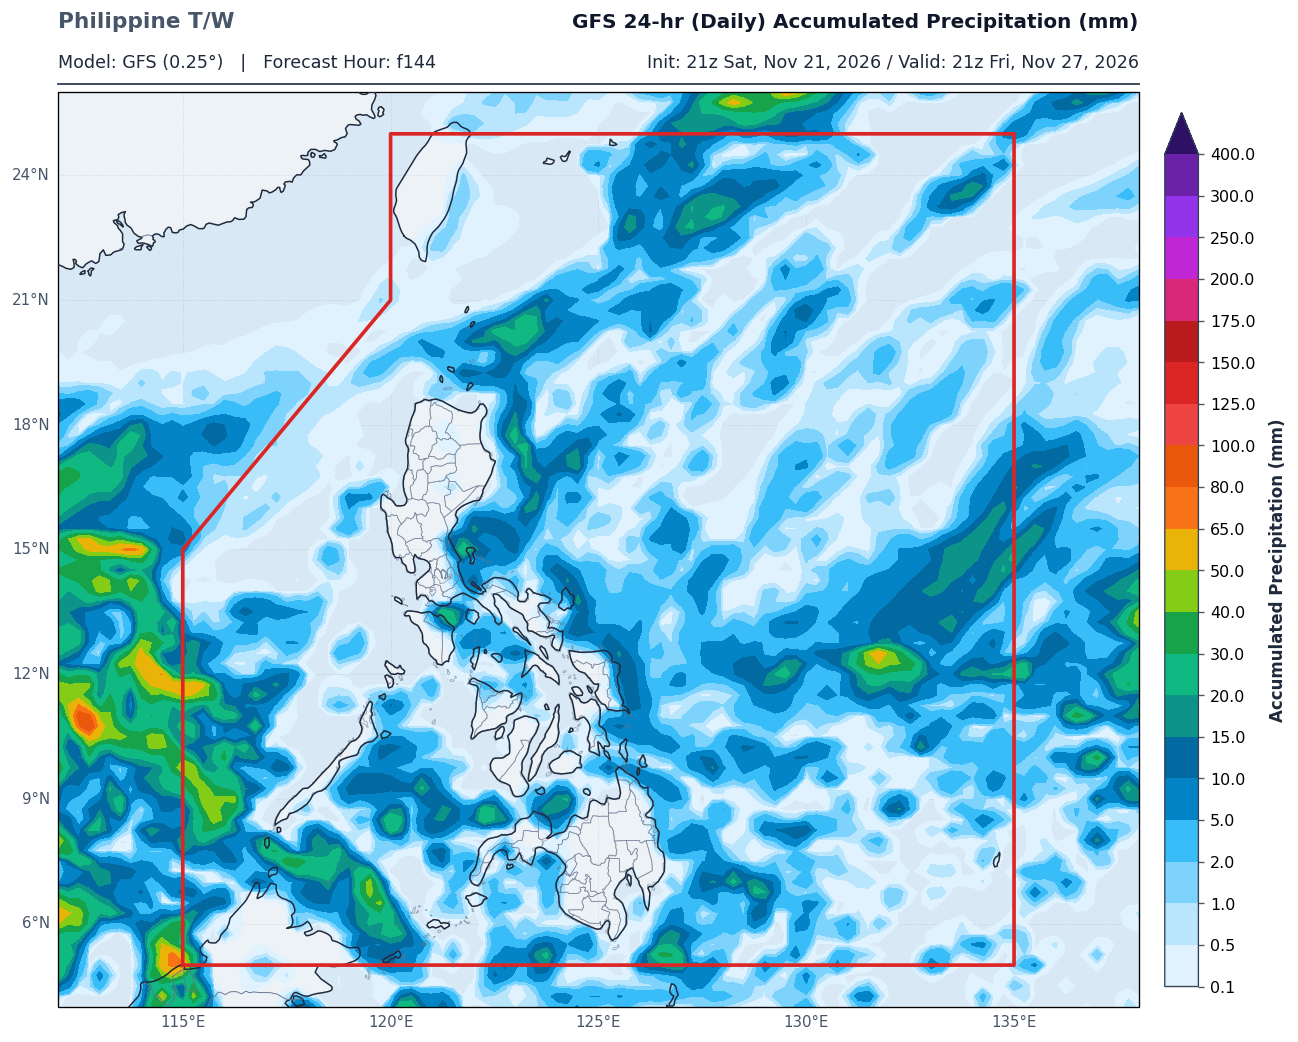 Philippine T/W
GFS 24-hr (Daily) Accumulated Precipitation (mm)
Model: GFS (0.25°)   |   Forecast Hour: f144
Init: 21z Sat, Nov 21, 2026 / Valid: 21z Fri, Nov 27, 2026
24°N
21°N
18°N
15°N
12°N
9°N
6°N
115°E
120°E
125°E
130°E
135°E
400.0
300.0
250.0
200.0
175.0
150.0
125.0
100.0
80.0
65.0
50.0
40.0
30.0
20.0
15.0
10.0
5.0
2.0
1.0
0.5
0.1
Accumulated Precipitation (mm)